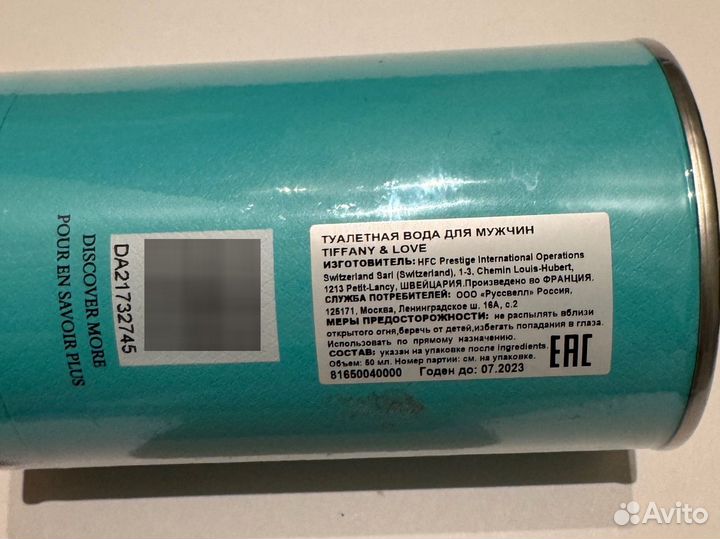 DISCOVER MORE
POUR EN SAVOIR PLUS
DA21732745
ТУАЛЕТНАЯ ВОДА ДЛЯ МУЖЧИН
TIFFANY & LOVE
ИЗГОТОВИТЕЛЬ: HFC Prestige International Operations
Switzerland Sarl (Switzerland), 1-3, Chemin Louis-Hubert,
1213 Petit-Lancy, ШВЕЙЦАРИЯ.Произведено во ФРАНЦИЯ.
СЛУЖБА ПОТРЕБИТЕЛЕЙ: ООО «Руссвелл» Россия,
125171, Москва, Ленинградское ш. 16А, с.2
МЕРЫ ПРЕДОСТОРОЖНОСТИ: не распылять вблизи
открытого огня,беречь от детей,избегать попадания в глаза.
Использовать по прямому назначению.
СОСТАВ: указан на упаковке после ingredients.
Объем: 50 мл. Номер партии: см. на упаковке.
81650040000 Годен до: 07.2023
EAC
Avito